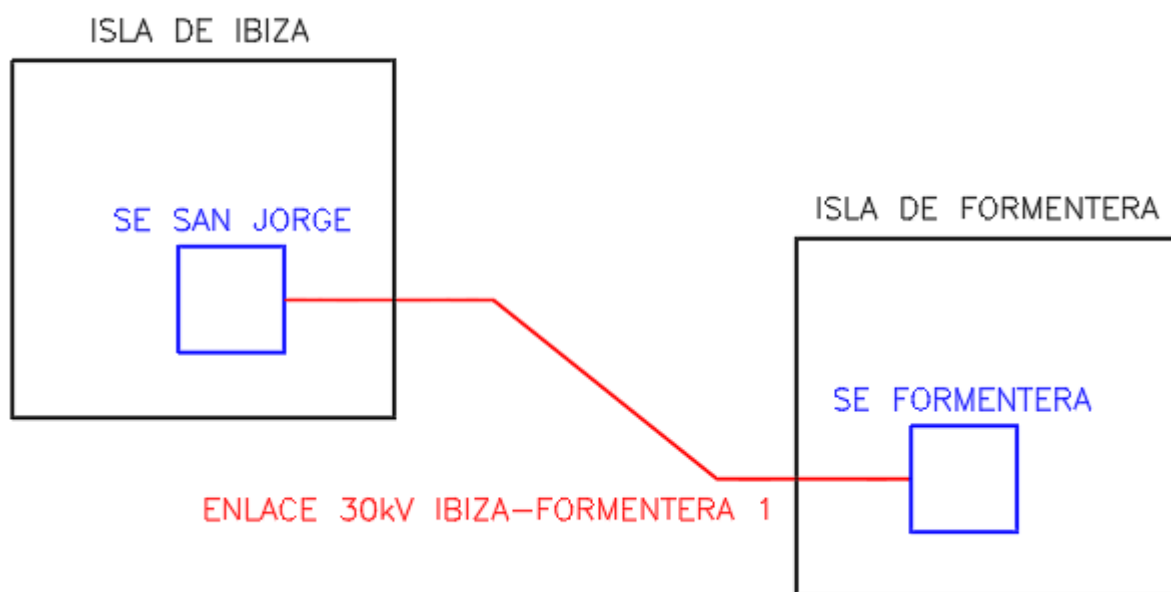 ISLA DE IBIZA
SE SAN JORGE
ISLA DE FORMENTERA
SE FORMENTERA
ENLACE 30kV IBIZA-FORMENTERA 1